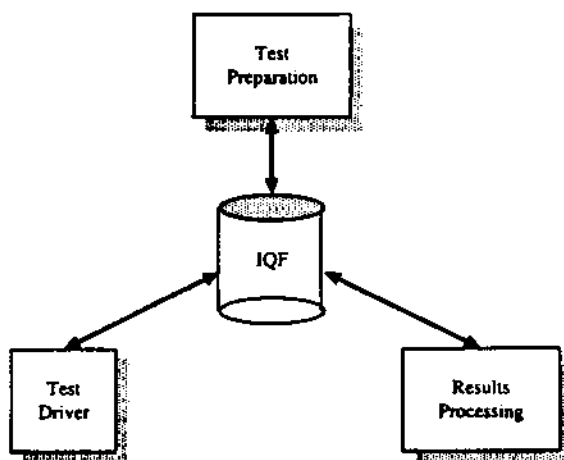 Test
Preparation
IQF
Test
Driver
Results
Processing